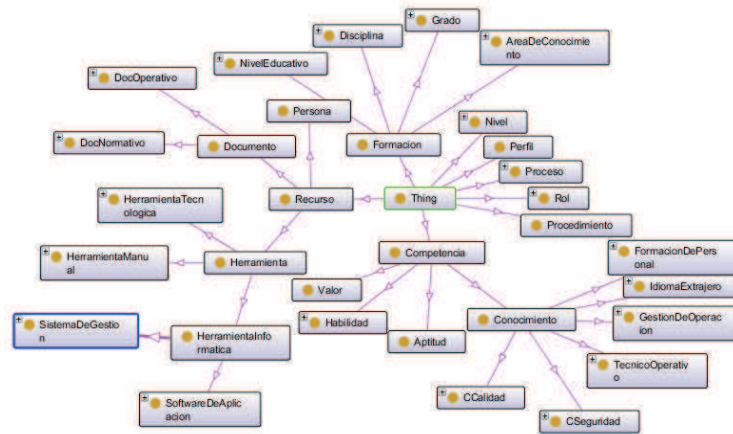 Grado
Disciplina
AreaDeConocimie
nto
NivelEducativo
DocOperativo
Persona
Nivel
DocNormativo
Documento
Formacion
Perfil
Proceso
HerramientaTecn
ologica
Recurso
Thing
Rol
Procedimiento
HerramientaManu
al
Herramienta
Competencia
FormacionDePers
onal
Valor
IdiomaExtrajero
SistemaDeGestio
n
HerramientaInfor
matica
Habilidad
Aptitud
Conocimiento
GestionDeOperac
ion
TecnicoOperativ
o
SoftwareDeAplic
acion
CCalidad
CSeguridad